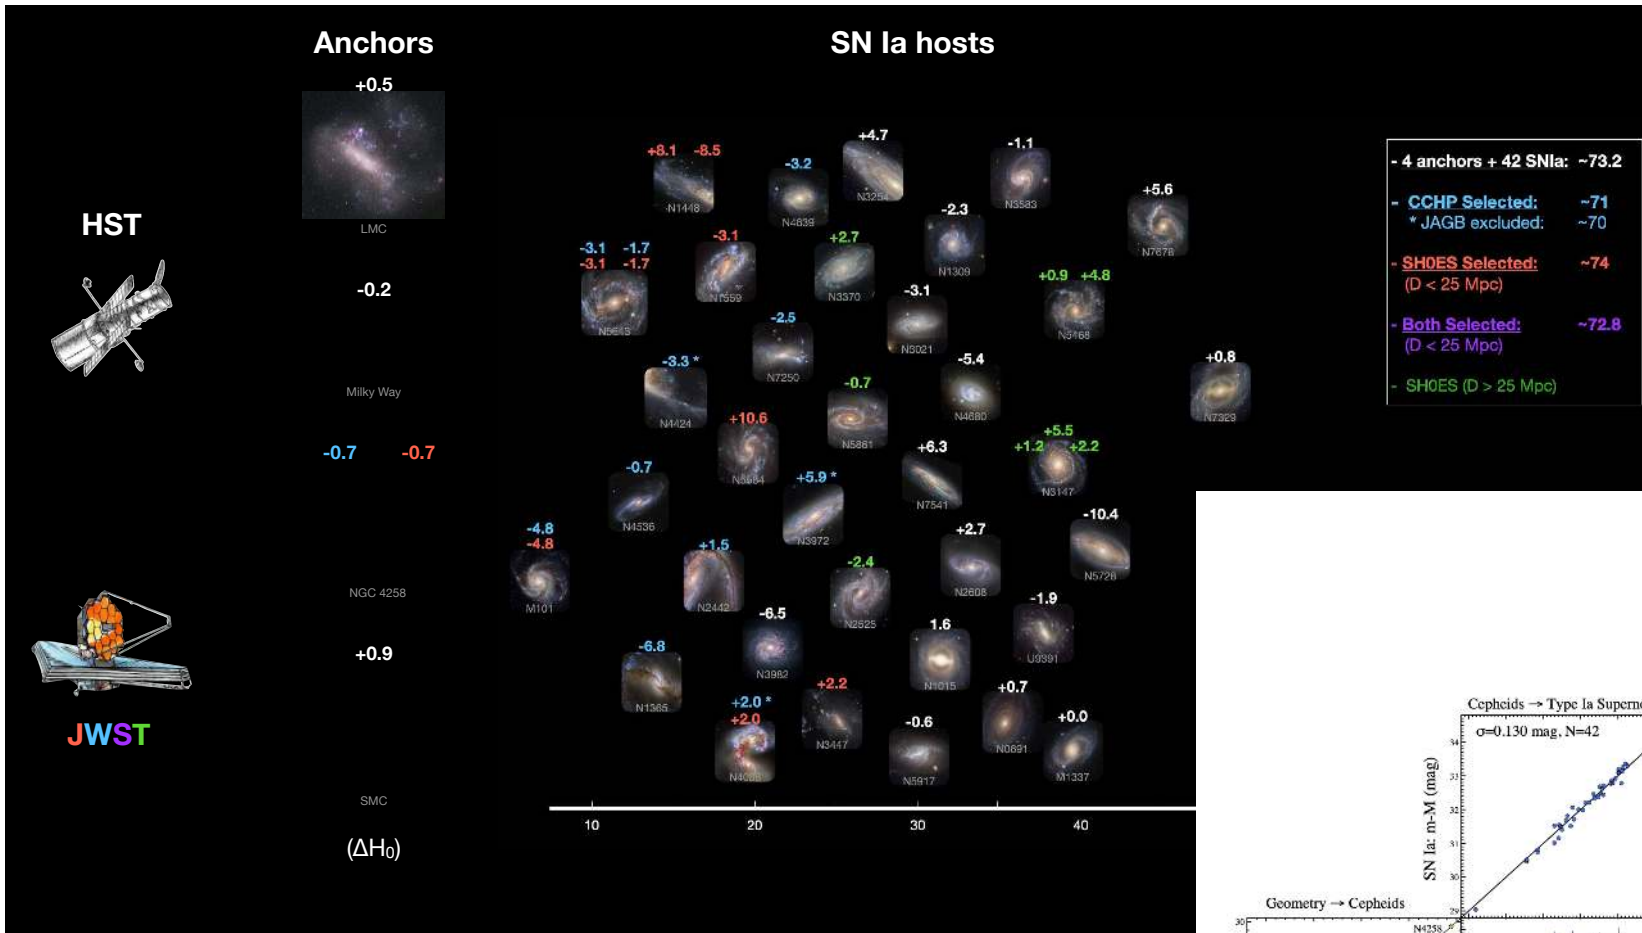 Anchors
SN Ia hosts
+0.5
LMC
HST
-0.2
Milky Way
-0.7 -0.7
NGC 4258
+0.9
JWST
SMC
(ΔH₀)
+8.1 -8.5
N1448
-3.2
N4639
+4.7
N3254
-1.1
N3583
+5.6
N7678
-2.3
N1309
-3.1 -1.7
-3.1 -1.7
N5643
-3.1
N1559
+2.7
N3370
+0.9 +4.8
N5468
-3.1
N3021
-2.5
N7250
-3.3 *
N4424
-0.7
N5861
-5.4
N4680
+0.8
N7329
+10.6
N5584
+6.3
N7541
+5.5
+1.2 +2.2
N3147
-0.7
N4536
+5.9 *
N3972
-4.8
-4.8
M101
+1.5
N2442
-2.4
N2525
+2.7
N2608
-10.4
N5728
-6.5
N3982
1.6
N1015
-1.9
U9391
-6.8
N1365
+2.0 *
+2.0
+2.2
N3447
-0.6
N5917
+0.7
N0691
+0.0
M1337
10 20 30 40
- 4 anchors + 42 SNIa: ~73.2
- CCHP Selected: ~71
* JAGB excluded: ~70
- SH0ES Selected: ~74
(D < 25 Mpc)
- Both Selected: ~72.8
(D < 25 Mpc)
- SH0ES (D > 25 Mpc)
Cepheids → Type Ia Superno
σ=0.130 mag, N=42
SN Ia: m-M (mag)
34
33
32
31
30
29
Geometry → Cepheids
30
N4258